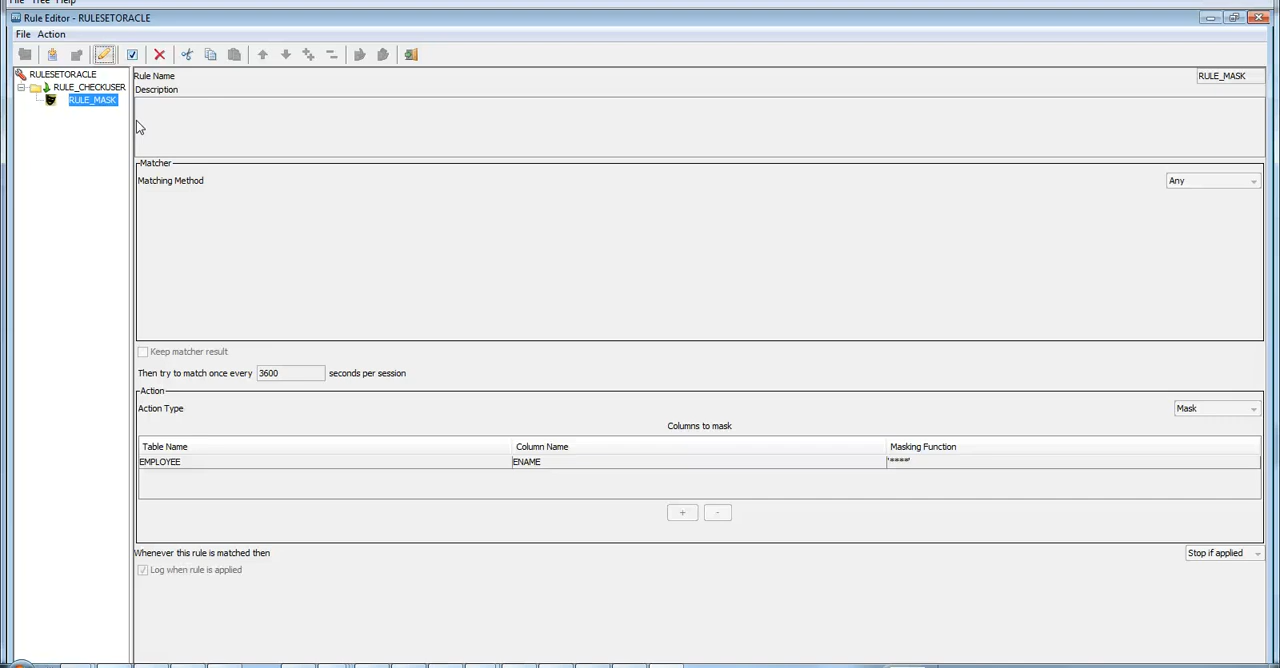 File Tree Help
Rule Editor - RULESETORACLE
File Action
RULESETORACLE
RULE_CHECKUSER
RULE_MASK
Rule Name
RULE_MASK
Description
Matcher
Matching Method
Any
Keep matcher result
Then try to match once every 3600 seconds per session
Action
Action Type
Mask
Columns to mask
Table Name Column Name Masking Function
EMPLOYEE ENAME '****'
+ -
Whenever this rule is matched then
Stop if applied
Log when rule is applied